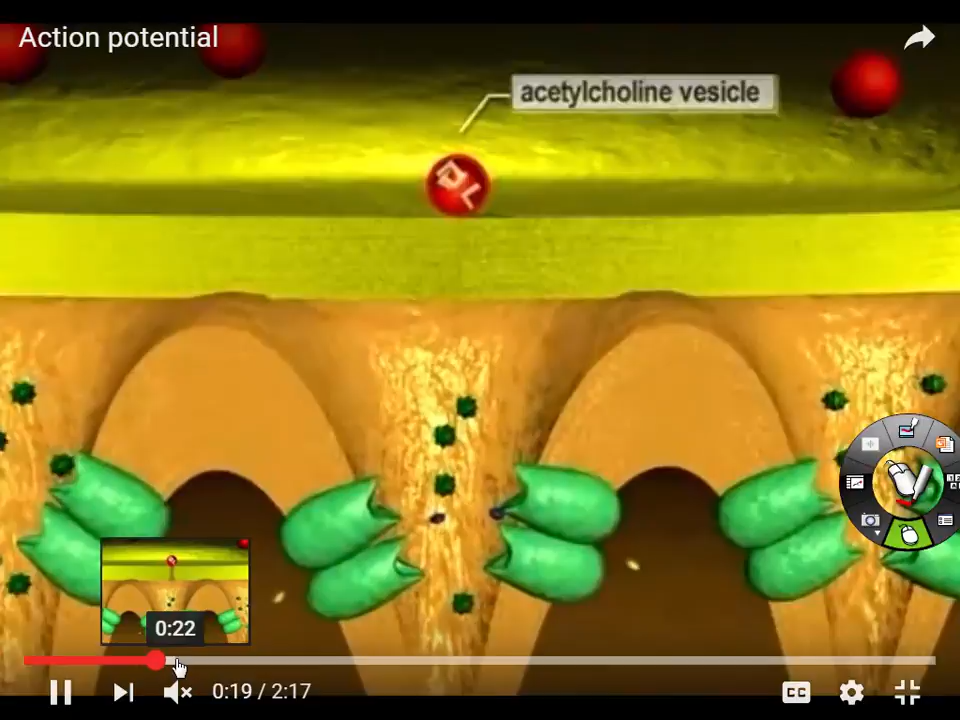 Action potential
acetylcholine vesicle
0:22
0:19 / 2:17
CC